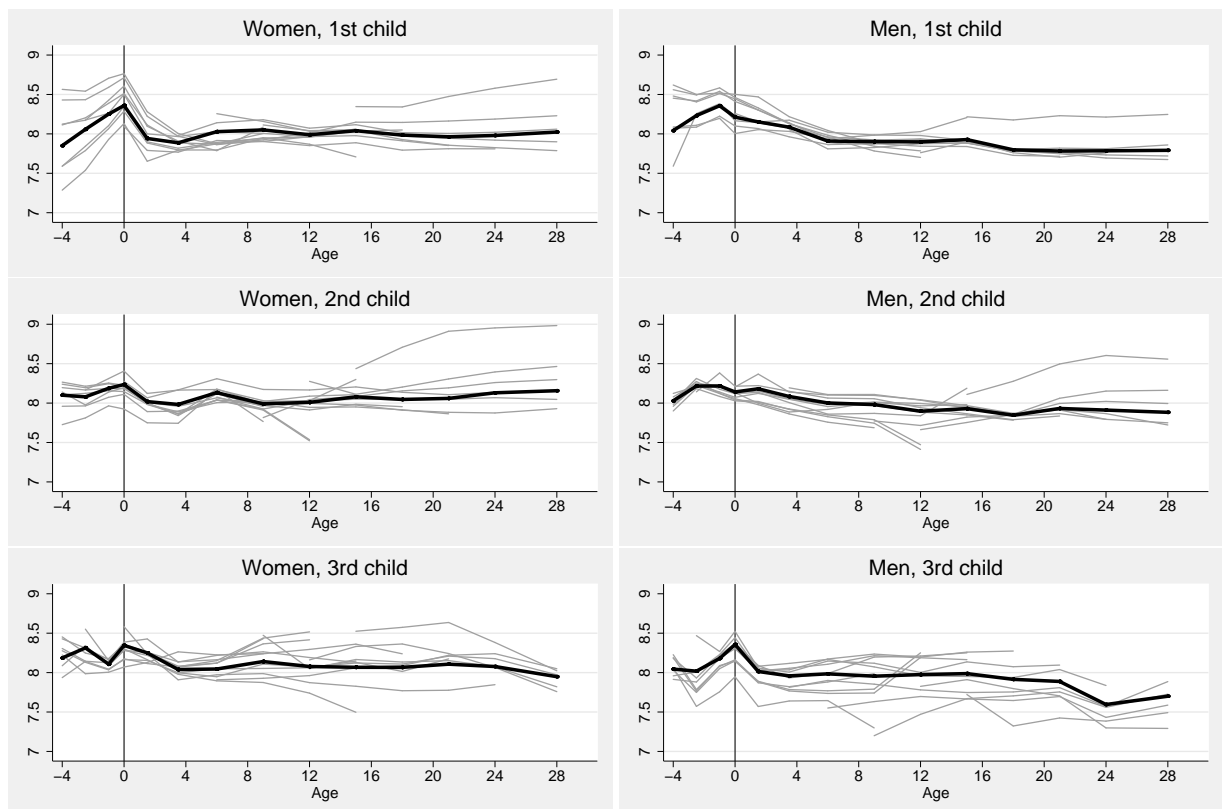 Women, 1st child
9
8.5
8
7.5
7
−4 0 4 8 12 16 20 24 28
Age
Men, 1st child
9
8.5
8
7.5
7
−4 0 4 8 12 16 20 24 28
Age
Women, 2nd child
9
8.5
8
7.5
7
−4 0 4 8 12 16 20 24 28
Age
Men, 2nd child
9
8.5
8
7.5
7
−4 0 4 8 12 16 20 24 28
Age
Women, 3rd child
9
8.5
8
7.5
7
−4 0 4 8 12 16 20 24 28
Age
Men, 3rd child
9
8.5
8
7.5
7
−4 0 4 8 12 16 20 24 28
Age